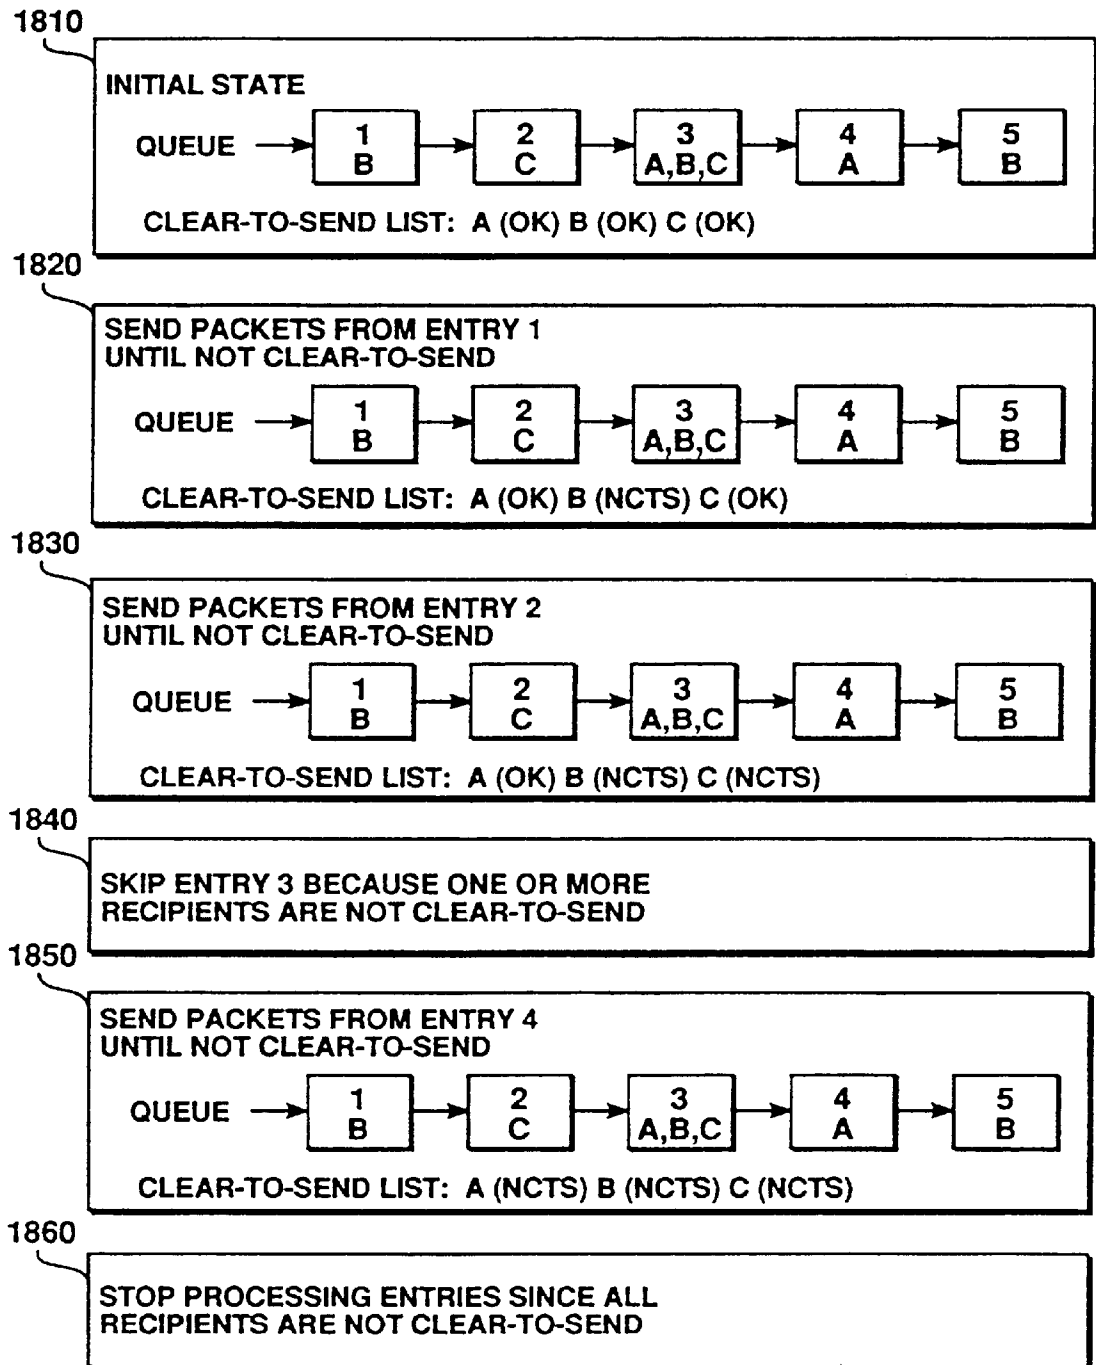 1810
INITIAL STATE
QUEUE 1 2 3 4 5
B C A,B,C A B
CLEAR-TO-SEND LIST: A (OK) B (OK) C (OK)
1820
SEND PACKETS FROM ENTRY 1
UNTIL NOT CLEAR-TO-SEND
QUEUE 1 2 3 4 5
B C A,B,C A B
CLEAR-TO-SEND LIST: A (OK) B (NCTS) C (OK)
1830
SEND PACKETS FROM ENTRY 2
UNTIL NOT CLEAR-TO-SEND
QUEUE 1 2 3 4 5
B C A,B,C A B
CLEAR-TO-SEND LIST: A (OK) B (NCTS) C (NCTS)
1840
SKIP ENTRY 3 BECAUSE ONE OR MORE
RECIPIENTS ARE NOT CLEAR-TO-SEND
1850
SEND PACKETS FROM ENTRY 4
UNTIL NOT CLEAR-TO-SEND
QUEUE 1 2 3 4 5
B C A,B,C A B
CLEAR-TO-SEND LIST: A (NCTS) B (NCTS) C (NCTS)
1860
STOP PROCESSING ENTRIES SINCE ALL
RECIPIENTS ARE NOT CLEAR-TO-SEND